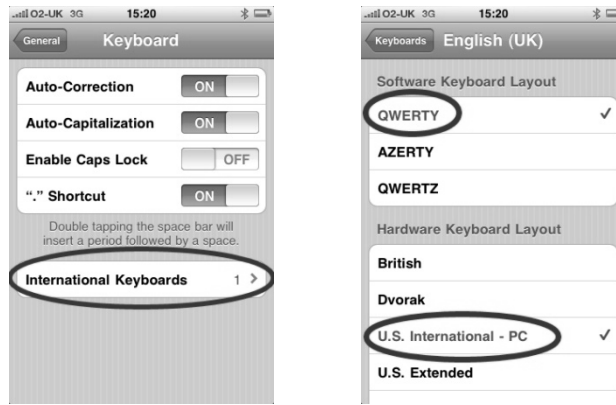 O2-UK 3G 15:20
General Keyboard
Auto-Correction ON
Auto-Capitalization ON
Enable Caps Lock OFF
“.” Shortcut ON
Double tapping the space bar will
insert a period followed by a space.
International Keyboards 1 >
O2-UK 3G 15:20
Keyboards English (UK)
Software Keyboard Layout
QWERTY ✓
AZERTY
QWERTZ
Hardware Keyboard Layout
British
Dvorak
U.S. International - PC ✓
U.S. Extended